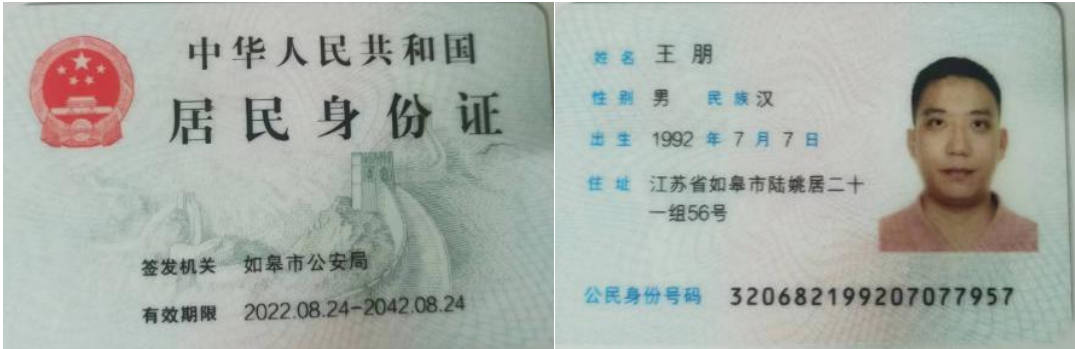 中华人民共和国
居民身份证
签发机关 如皋市公安局
有效期限 2022.08.24-2042.08.24
姓名 王朋
性别 男 民族 汉
出生 1992 年 7 月 7 日
住址 江苏省如皋市陆姚居二十
一组56号
公民身份号码 320682199207077957